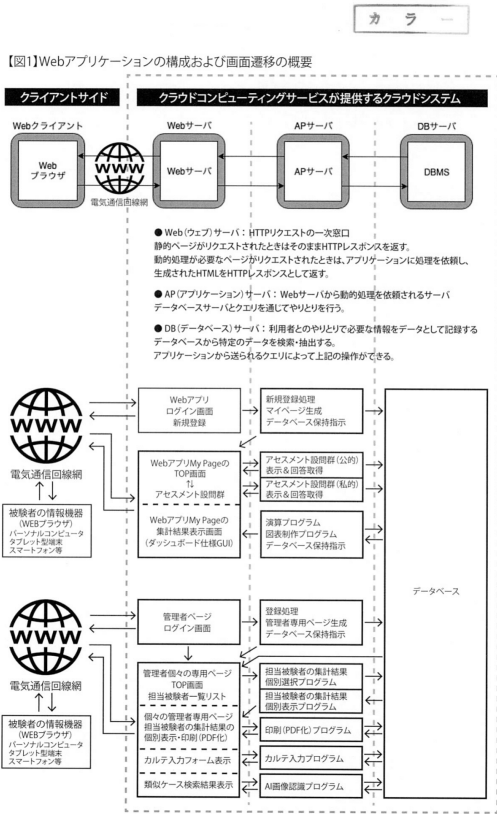 カラー
【図1】Webアプリケーションの構成および画面遷移の概要
クライアントサイド
クラウドコンピューティングサービスが提供するクラウドシステム
Webクライアント
Webサーバ
APサーバ
DBサーバ
Web
ブラウザ
WWW
Webサーバ
APサーバ
DBMS
電気通信回線網
● Web(ウェブ)サーバ：HTTPリクエストの一次窓口
静的ページがリクエストされたときはそのままHTTPレスポンスを返す。
動的処理が必要なページがリクエストされたときは、アプリケーションに処理を依頼し、
生成されたHTMLをHTTPレスポンスとして返す。
● AP(アプリケーション)サーバ：Webサーバから動的処理を依頼されるサーバ
データベースサーバとクエリを通じてやりとりを行う。
● DB(データベース)サーバ：利用者とのやりとりで必要な情報をデータとして記録する
データベースから特定のデータを検索・抽出する。
アプリケーションから送られるクエリによって上記の操作ができる。
WWW
電気通信回線網
被験者の情報機器
(WEBブラウザ)
パーソナルコンピュータ
タブレット型端末
スマートフォン等
Webアプリ
ログイン画面
新規登録
新規登録処理
マイページ生成
データベース保持指示
WebアプリMy Pageの
TOP画面
⇅
アセスメント設問群
アセスメント設問群(公的)
表示&回答取得
アセスメント設問群(私的)
表示&回答取得
WebアプリMy Pageの
集計結果表示画面
(ダッシュボード仕様GUI)
演算プログラム
図表制作プログラム
データベース保持指示
データベース
WWW
電気通信回線網
被験者の情報機器
(WEBブラウザ)
パーソナルコンピュータ
タブレット型端末
スマートフォン等
管理者ページ
ログイン画面
登録処理
管理者専用ページ生成
データベース保持指示
管理者個々の専用ページ
TOP画面
担当被験者一覧リスト
担当被験者の集計結果
個別選択プログラム
担当被験者の集計結果
個別表示プログラム
個々の管理者専用ページ
担当被験者の集計結果の
個別表示・印刷(PDF化)
印刷(PDF化)プログラム
カルテ入力フォーム表示
カルテ入力プログラム
類似ケース検索結果表示
AI画像認識プログラム